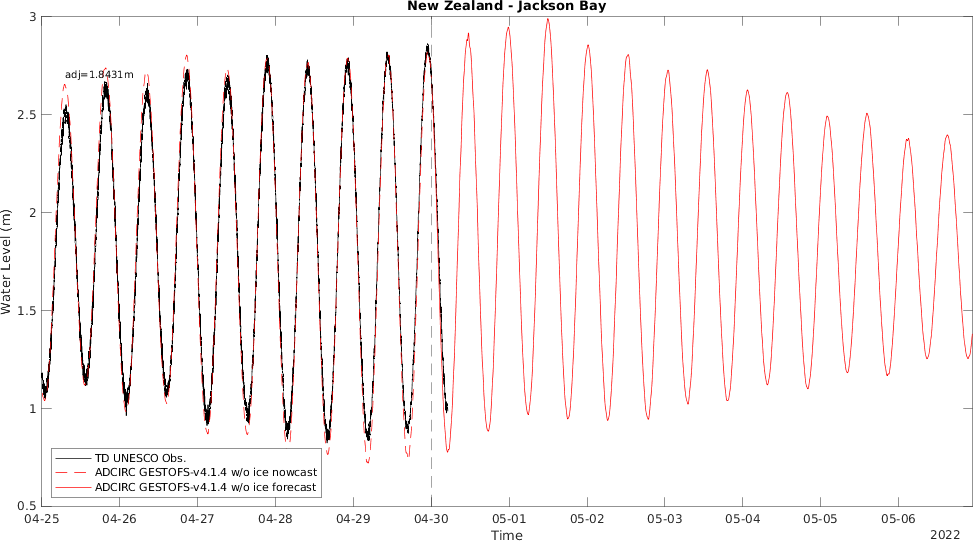 New Zealand - Jackson Bay
3
adj=1.8431m
2.5
2
Water Level (m)
1.5
1
TD UNESCO Obs.
ADCIRC GESTOFS-v4.1.4 w/o ice nowcast
ADCIRC GESTOFS-v4.1.4 w/o ice forecast
0.5
04-25 04-26 04-27 04-28 04-29 04-30 05-01 05-02 05-03 05-04 05-05 05-06
Time
2022